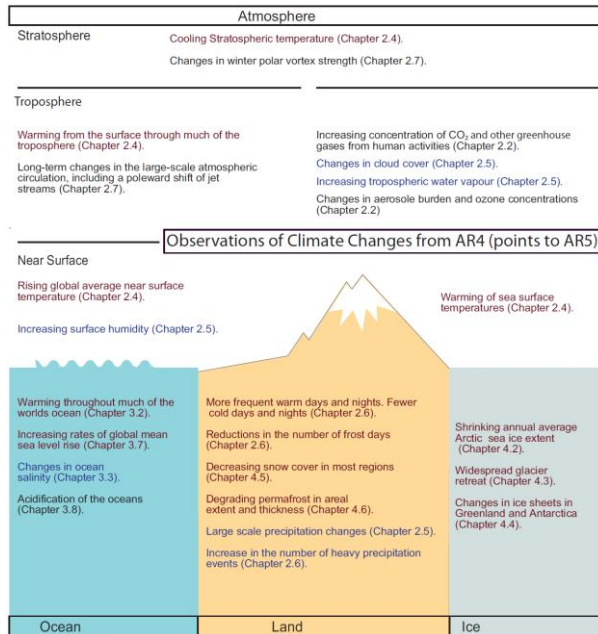 Atmosphere
Stratosphere
Cooling Stratospheric temperature (Chapter 2.4).
Changes in winter polar vortex strength (Chapter 2.7).
Troposphere
Warming from the surface through much of the
troposphere (Chapter 2.4).
Long-term changes in the large-scale atmospheric
circulation, including a poleward shift of jet
streams (Chapter 2.7).
Increasing concentration of CO₂ and other greenhouse
gases from human activities (Chapter 2.2).
Changes in cloud cover (Chapter 2.5).
Increasing tropospheric water vapour (Chapter 2.5).
Changes in aerosole burden and ozone concentrations
(Chapter 2.2)
Observations of Climate Changes from AR4 (points to AR5)
Near Surface
Rising global average near surface
temperature (Chapter 2.4).
Increasing surface humidity (Chapter 2.5).
Warming of sea surface
temperatures (Chapter 2.4).
Warming throughout much of the
worlds ocean (Chapter 3.2).
Increasing rates of global mean
sea level rise (Chapter 3.7).
Changes in ocean
salinity (Chapter 3.3).
Acidification of the oceans
(Chapter 3.8).
More frequent warm days and nights. Fewer
cold days and nights (Chapter 2.6).
Reductions in the number of frost days
(Chapter 2.6).
Decreasing snow cover in most regions
(Chapter 4.5).
Degrading permafrost in areal
extent and thickness (Chapter 4.6).
Large scale precipitation changes (Chapter 2.5).
Increase in the number of heavy precipitation
events (Chapter 2.6).
Shrinking annual average
Arctic sea ice extent
(Chapter 4.2).
Widespread glacier
retreat (Chapter 4.3).
Changes in ice sheets in
Greenland and Antarctica
(Chapter 4.4).
Ocean
Land
Ice